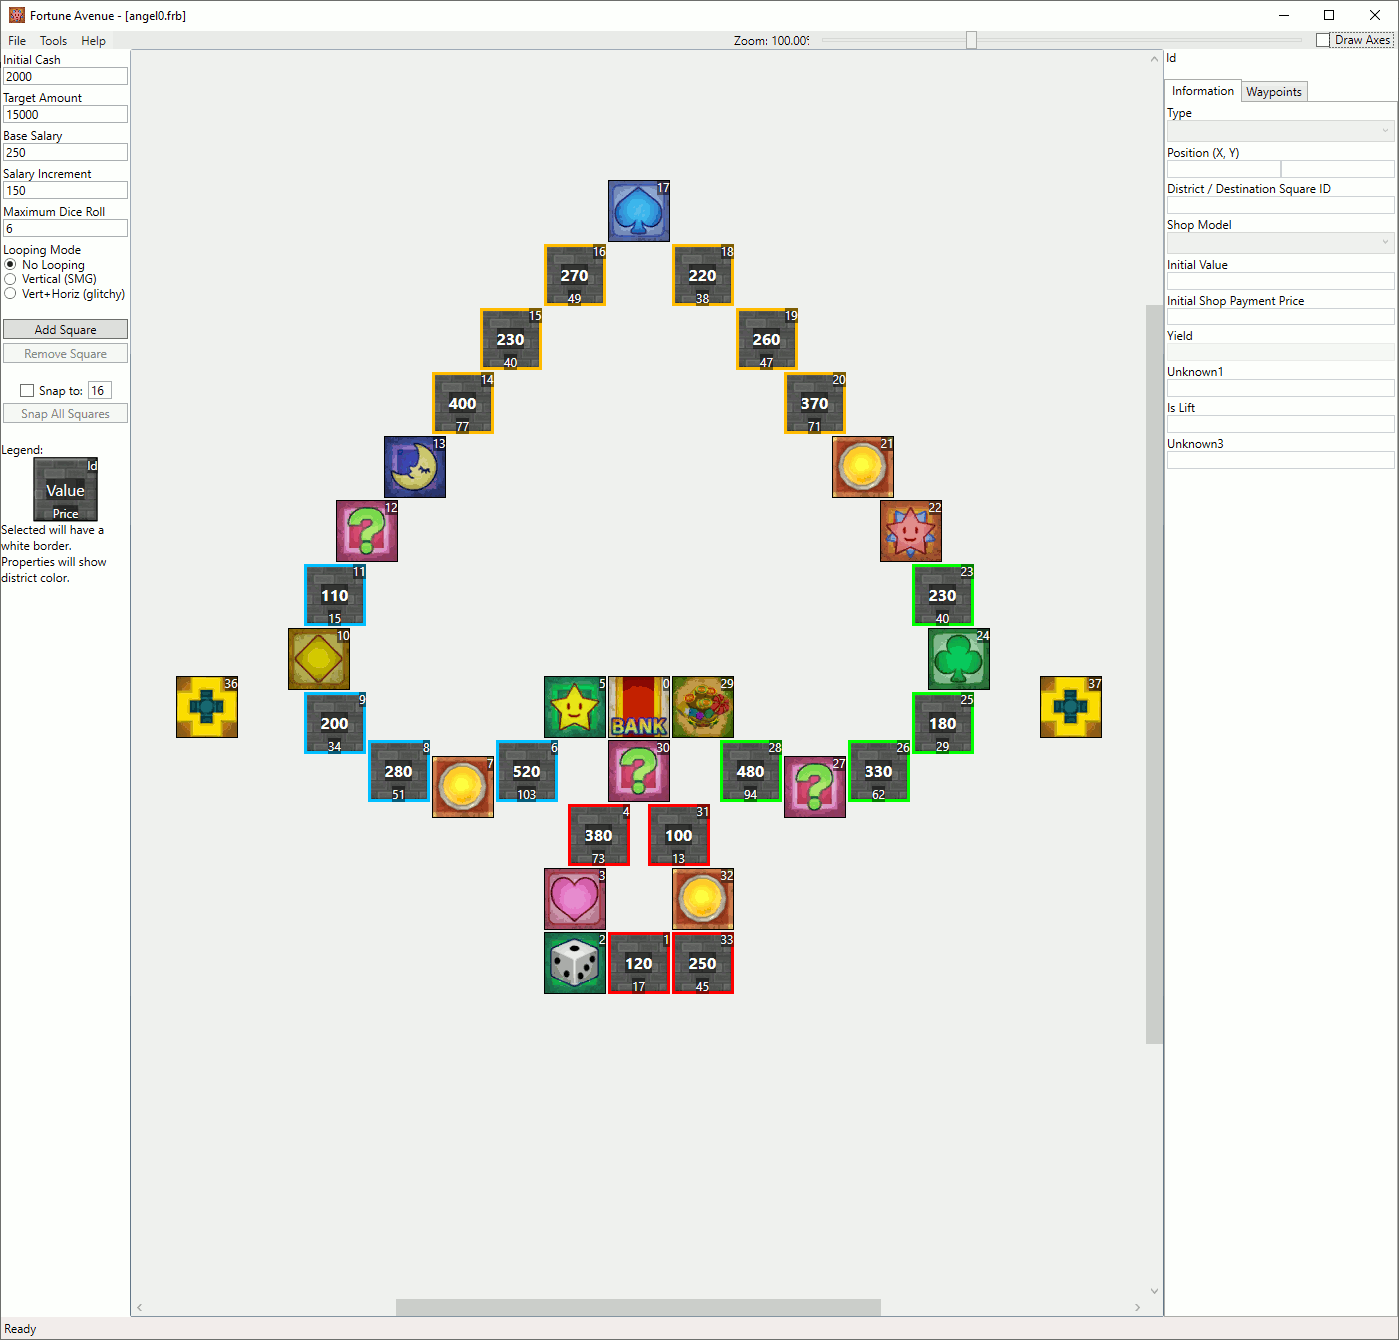 Fortune Avenue - [angel0.frb]
File Tools Help
Zoom: 100.00%
Draw Axes
Initial Cash
2000
Target Amount
15000
Base Salary
250
Salary Increment
150
Maximum Dice Roll
6
Looping Mode
No Looping
Vertical (SMG)
Vert+Horiz (glitchy)
Add Square
Remove Square
Snap to: 16
Snap All Squares
Legend:
Id
Value
Price
Selected will have a
white border.
Properties will show
district color.
17
16
270
49
18
220
38
15
230
40
19
260
47
14
400
77
20
370
71
13
21
12
22
11
110
15
23
230
40
10
24
36
5
0
BANK
29
37
9
200
34
25
180
29
8
280
51
7
6
520
103
30
28
480
94
27
26
330
62
4
380
73
31
100
13
3
32
2
1
120
17
33
250
45
Id
Information Waypoints
Type
Position (X, Y)
District / Destination Square ID
Shop Model
Initial Value
Initial Shop Payment Price
Yield
Unknown1
Is Lift
Unknown3
Ready